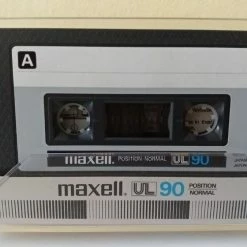 A
maxell. POSITION · NORMAL UL 90
maxell. UL 90 POSITION
NORMAL